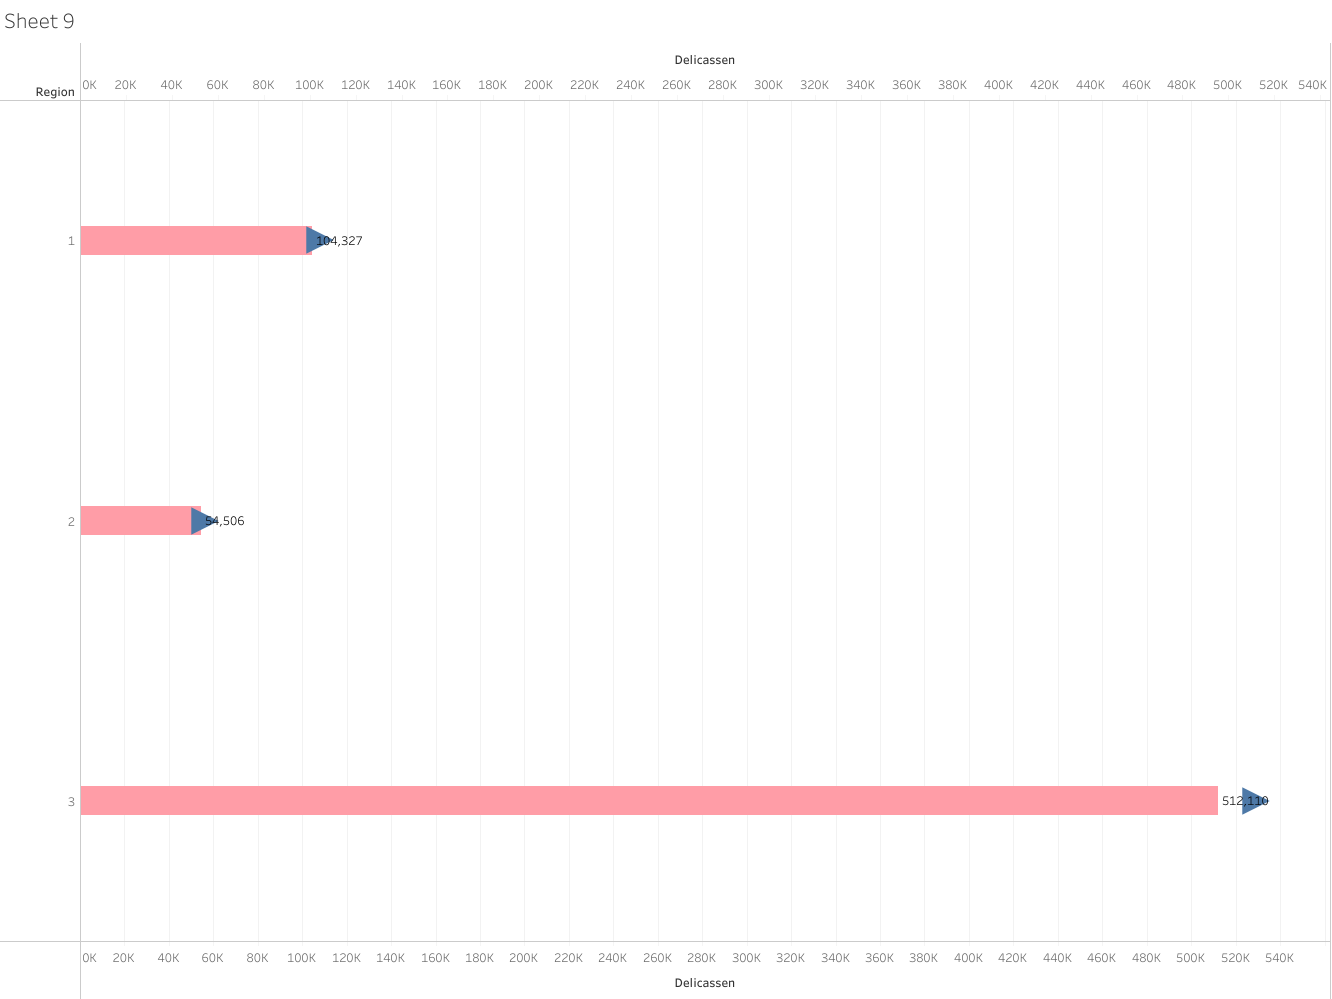 Sheet 9
Delicassen
Region 0K 20K 40K 60K 80K 100K 120K 140K 160K 180K 200K 220K 240K 260K 280K 300K 320K 340K 360K 380K 400K 420K 440K 460K 480K 500K 520K 540K
1 104,327
2 54,506
3 512,110
0K 20K 40K 60K 80K 100K 120K 140K 160K 180K 200K 220K 240K 260K 280K 300K 320K 340K 360K 380K 400K 420K 440K 460K 480K 500K 520K 540K
Delicassen